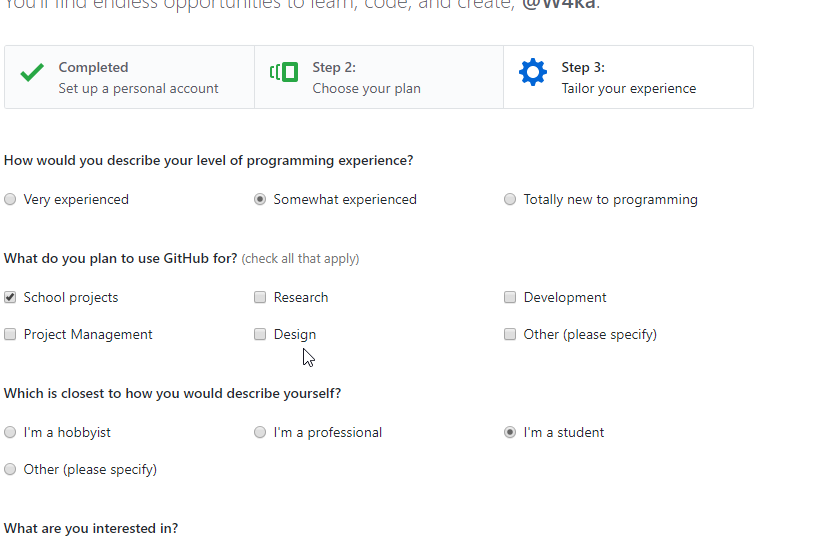 You'll find endless opportunities to learn, code, and create, @W4ka.
Completed
Set up a personal account
Step 2:
Choose your plan
Step 3:
Tailor your experience
How would you describe your level of programming experience?
Very experienced
Somewhat experienced
Totally new to programming
What do you plan to use GitHub for? (check all that apply)
School projects
Research
Development
Project Management
Design
Other (please specify)
Which is closest to how you would describe yourself?
I'm a hobbyist
I'm a professional
I'm a student
Other (please specify)
What are you interested in?